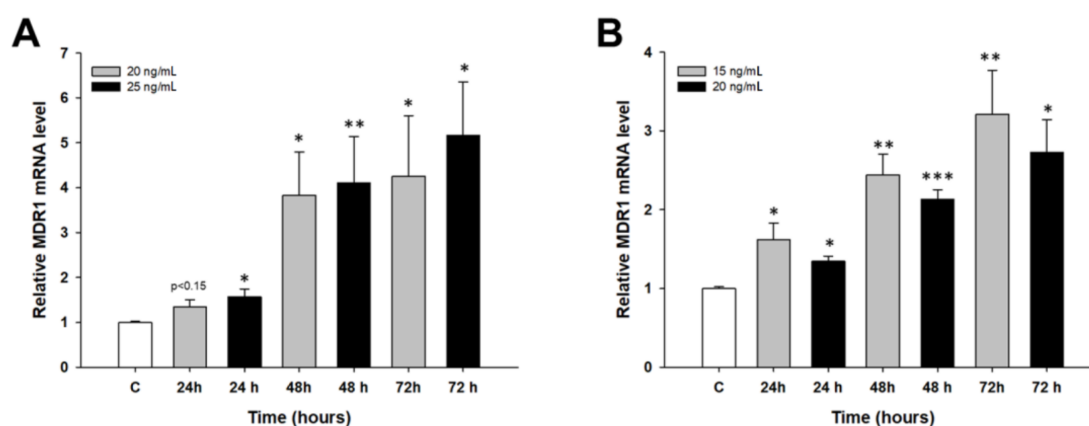 A
Relative MDR1 mRNA level
7
6
5
4
3
2
1
0
20 ng/mL
25 ng/mL
p<0.15
*
*
**
*
*
C 24h 24 h 48h 48 h 72h 72 h
Time (hours)
B
Relative MDR1 mRNA level
4
3
2
1
0
15 ng/mL
20 ng/mL
*
*
**
***
**
*
C 24h 24 h 48h 48 h 72h 72 h
Time (hours)